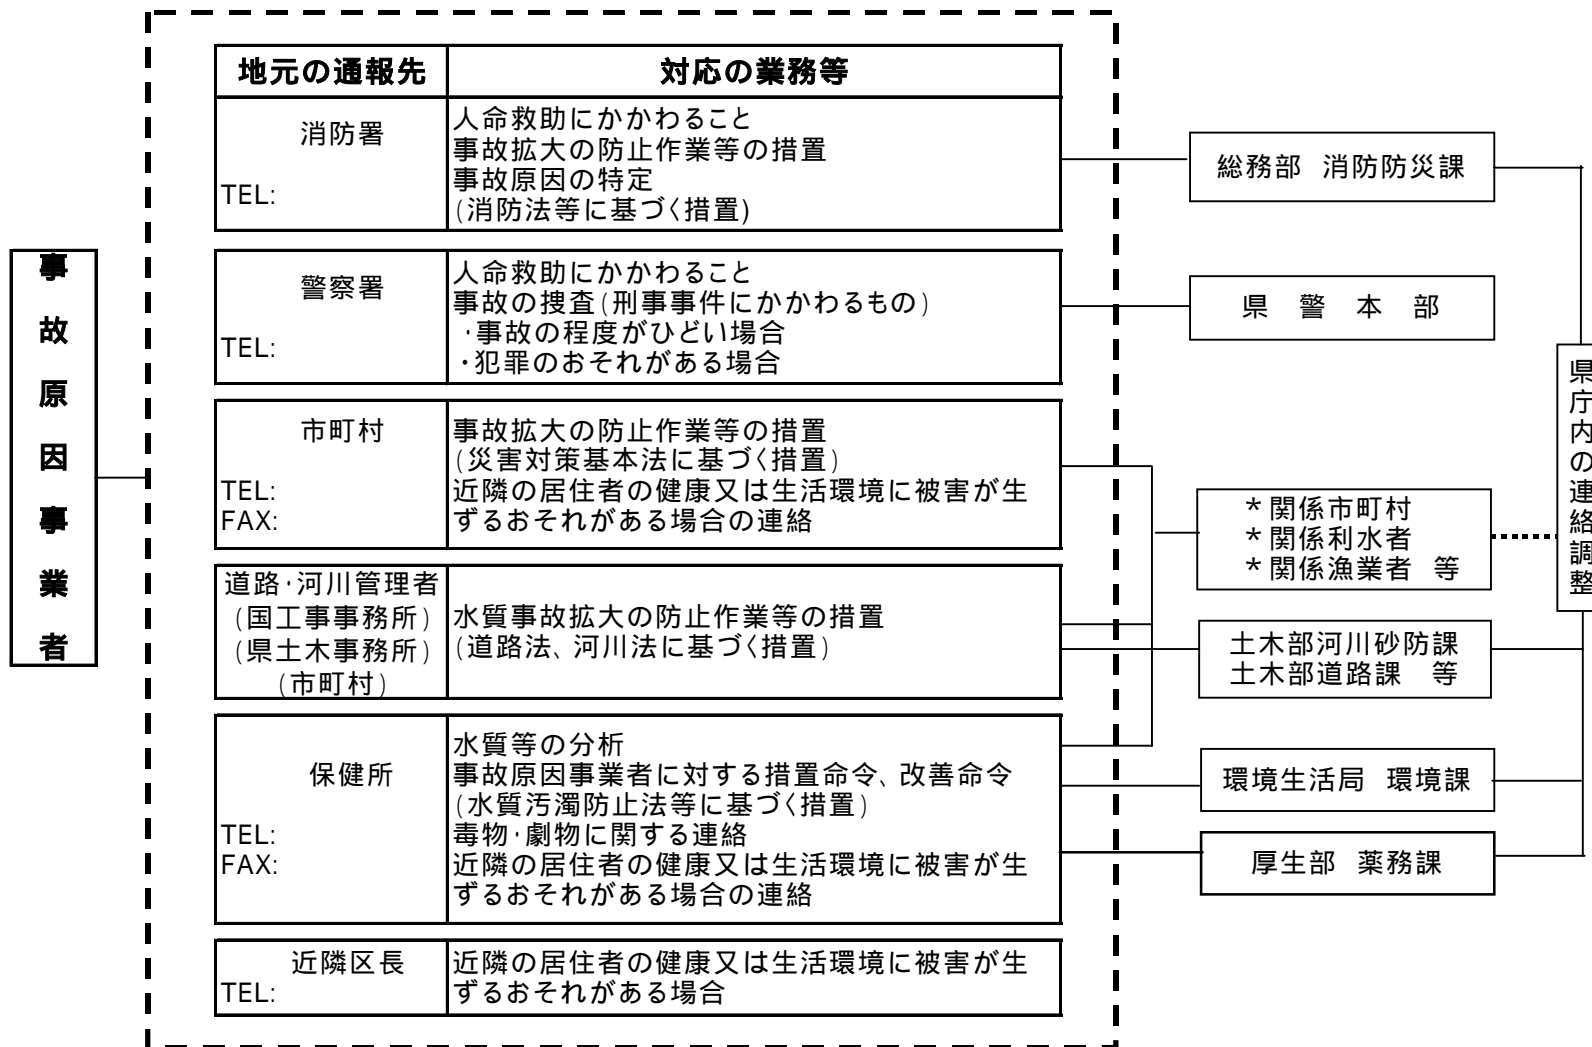 地元の通報先
対応の業務等
消防署
TEL:
人命救助にかかわること
事故拡大の防止作業等の措置
事故原因の特定
(消防法等に基づく措置)
警察署
TEL:
人命救助にかかわること
事故の捜査(刑事事件にかかわるもの)
・事故の程度がひどい場合
・犯罪のおそれがある場合
市町村
TEL:
FAX:
事故拡大の防止作業等の措置
(災害対策基本法に基づく措置)
近隣の居住者の健康又は生活環境に被害が生
ずるおそれがある場合の連絡
道路・河川管理者
(国工事事務所)
(県土木事務所)
(市町村)
水質事故拡大の防止作業等の措置
(道路法、河川法に基づく措置)
保健所
TEL:
FAX:
水質等の分析
事故原因事業者に対する措置命令、改善命令
(水質汚濁防止法等に基づく措置)
毒物・劇物に関する連絡
近隣の居住者の健康又は生活環境に被害が生
ずるおそれがある場合の連絡
近隣区長
TEL:
近隣の居住者の健康又は生活環境に被害が生
ずるおそれがある場合
事故原因事業者
総務部 消防防災課
県警本部
*関係市町村
*関係利水者
*関係漁業者 等
土木部河川砂防課
土木部道路課 等
環境生活局 環境課
厚生部 薬務課
県庁内の連絡調整